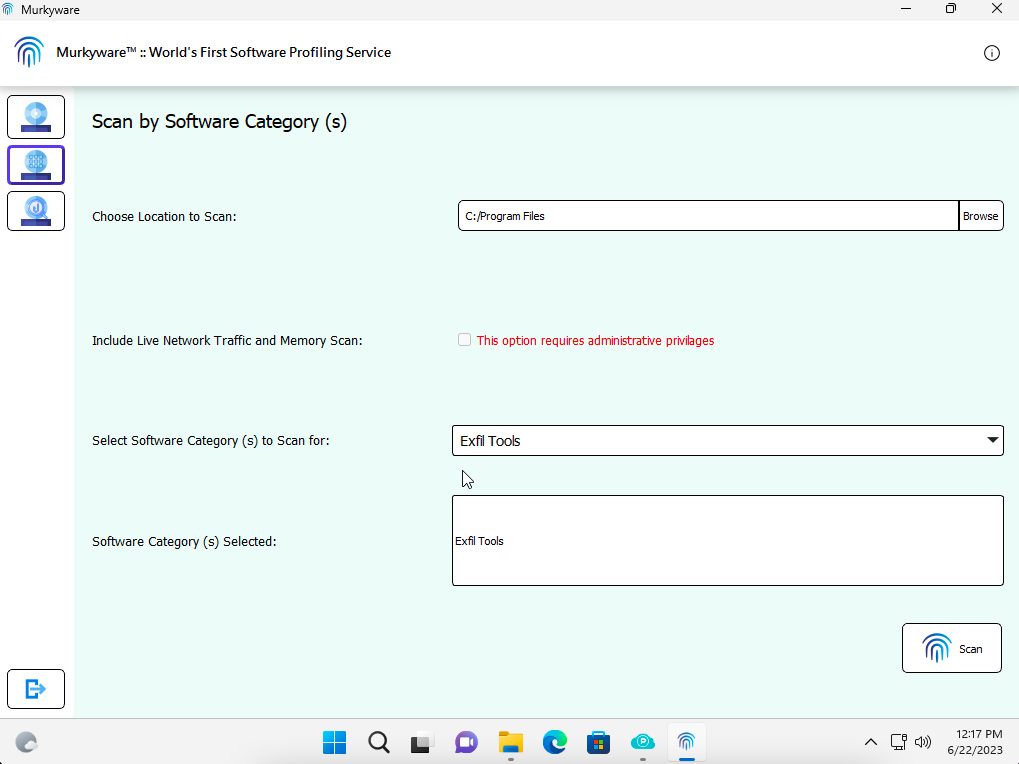 Murkyware
Murkyware™ :: World's First Software Profiling Service
Scan by Software Category (s)
Choose Location to Scan:
C:/Program Files
Browse
Include Live Network Traffic and Memory Scan:
This option requires administrative privilages
Select Software Category (s) to Scan for:
Exfil Tools
Software Category (s) Selected:
Exfil Tools
Scan
12:17 PM
6/22/2023